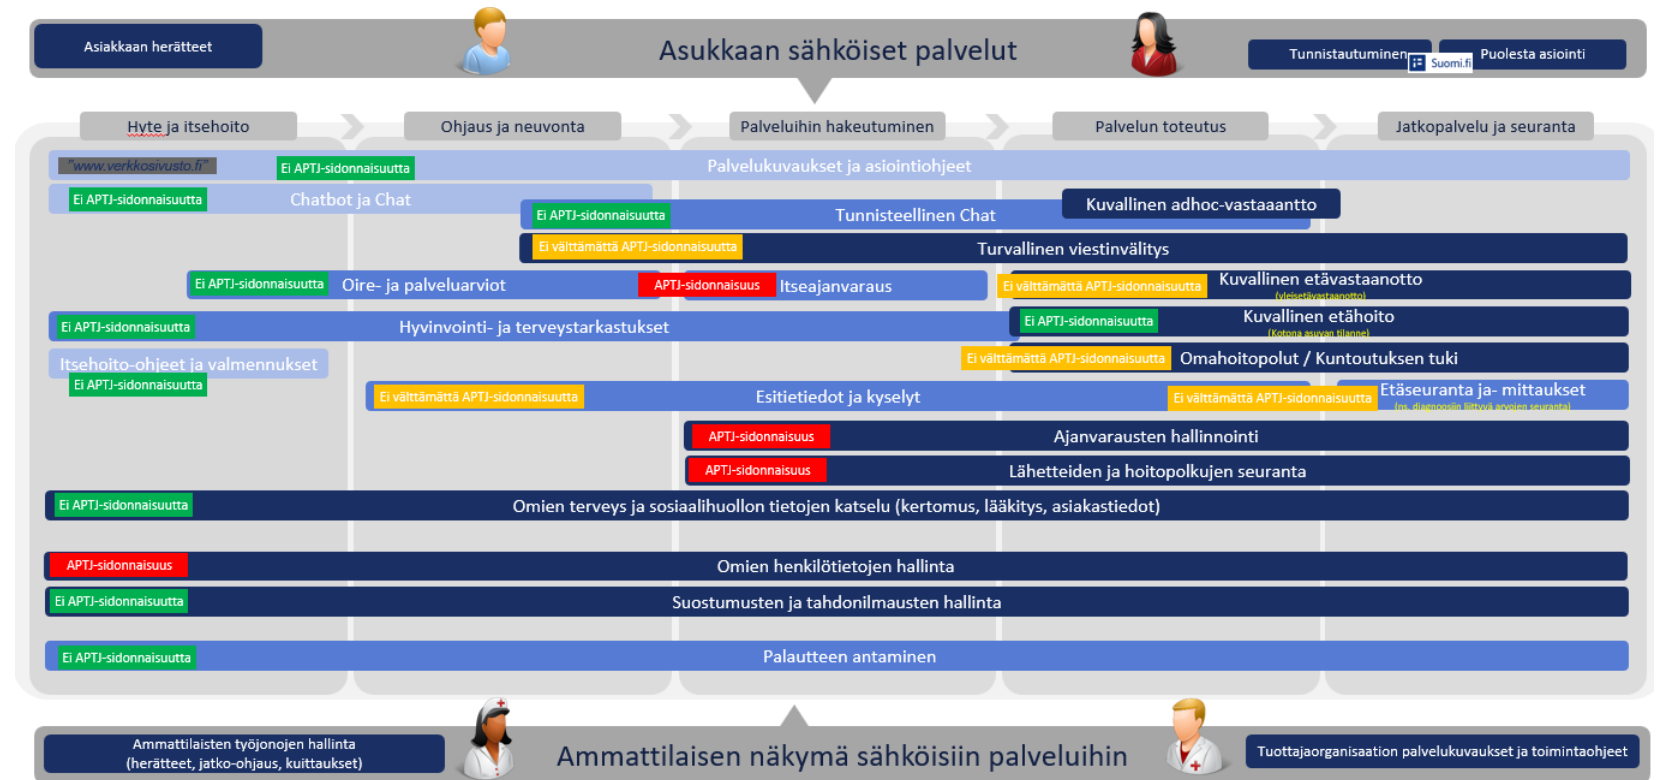 Asiakkaan herätteet
Asukkaan sähköiset palvelut
Tunnistautuminen
Suomi.fi
Puolesta asiointi
Hyte ja itsehoito
Ohjaus ja neuvonta
Palveluihin hakeutuminen
Palvelun toteutus
Jatkopalvelu ja seuranta
"www.verkkosivusto.fi"
Ei APTJ-sidonnaisuutta
Palvelukuvaukset ja asiointiohjeet
Ei APTJ-sidonnaisuutta
Chatbot ja Chat
Kuvallinen adhoc-vastaaantto
Ei APTJ-sidonnaisuutta
Tunnisteellinen Chat
Ei välttämättä APTJ-sidonnaisuutta
Turvallinen viestinvälitys
Ei APTJ-sidonnaisuutta
Oire- ja palveluarviot
APTJ-sidonnaisuus
Itseajanvaraus
Ei välttämättä APTJ-sidonnaisuutta
Kuvallinen etävastaanotto
(yleisetävastaanotto)
Ei APTJ-sidonnaisuutta
Hyvinvointi- ja terveystarkastukset
Ei APTJ-sidonnaisuutta
Kuvallinen etähoito
(Kotona asuvan tilanne)
Itsehoito-ohjeet ja valmennukset
Ei APTJ-sidonnaisuutta
Ei välttämättä APTJ-sidonnaisuutta
Omahoitopolut / Kuntoutuksen tuki
Ei välttämättä APTJ-sidonnaisuutta
Esitietiedot ja kyselyt
Ei välttämättä APTJ-sidonnaisuutta
Etäseuranta ja- mittaukset
(ns. diagnoosiin liittyvä arvojen seuranta)
APTJ-sidonnaisuus
Ajanvarausten hallinnointi
APTJ-sidonnaisuus
Lähetteiden ja hoitopolkujen seuranta
Ei APTJ-sidonnaisuutta
Omien terveys ja sosiaalihuollon tietojen katselu (kertomus, lääkitys, asiakastiedot)
APTJ-sidonnaisuus
Omien henkilötietojen hallinta
Ei APTJ-sidonnaisuutta
Suostumusten ja tahdonilmausten hallinta
Ei APTJ-sidonnaisuutta
Palautteen antaminen
Ammattilaisten työjonojen hallinta
(herätteet, jatko-ohjaus, kuittaukset)
Ammattilaisen näkymä sähköisiin palveluihin
Tuottajaorganisaation palvelukuvaukset ja toimintaohjeet